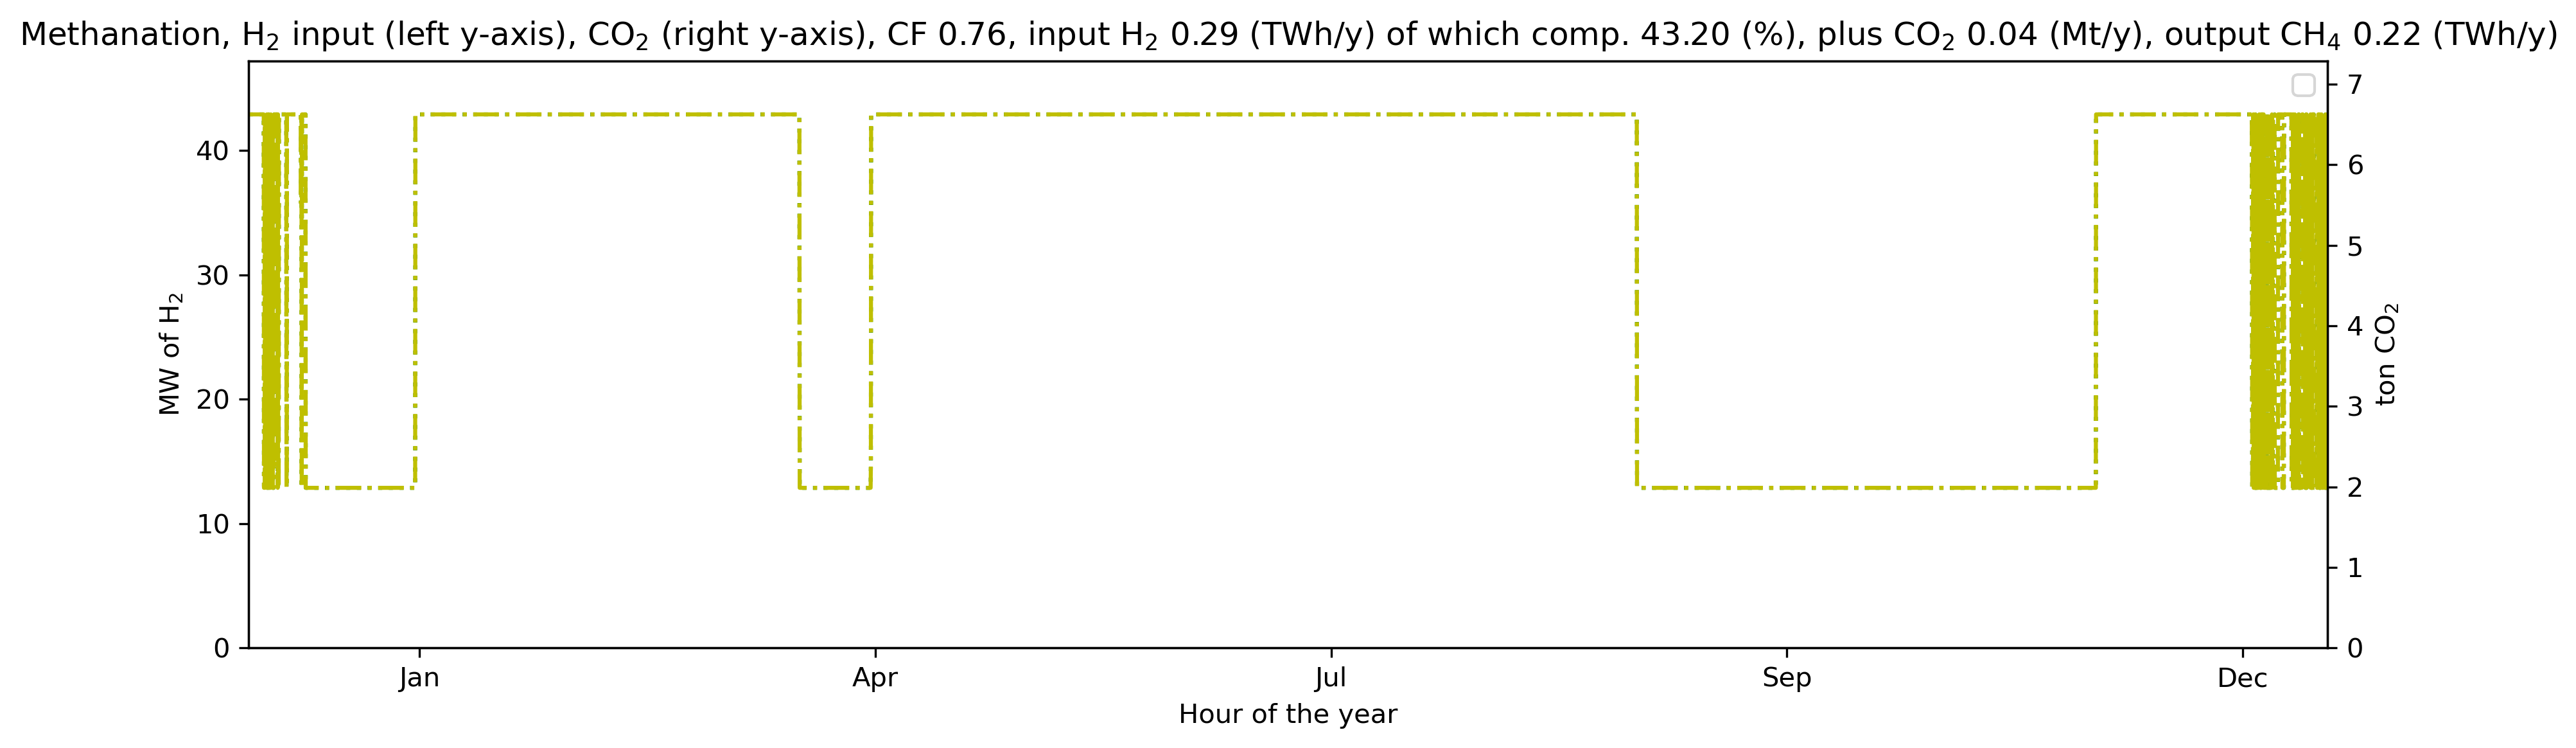 Methanation, H₂ input (left y-axis), CO₂ (right y-axis), CF 0.76, input H₂ 0.29 (TWh/y) of which comp. 43.20 (%), plus CO₂ 0.04 (Mt/y), output CH₄ 0.22 (TWh/y)
40
30
20
10
0
MW of H₂
7
6
5
4
3
2
1
0
ton CO₂
Jan Apr Jul Sep Dec
Hour of the year